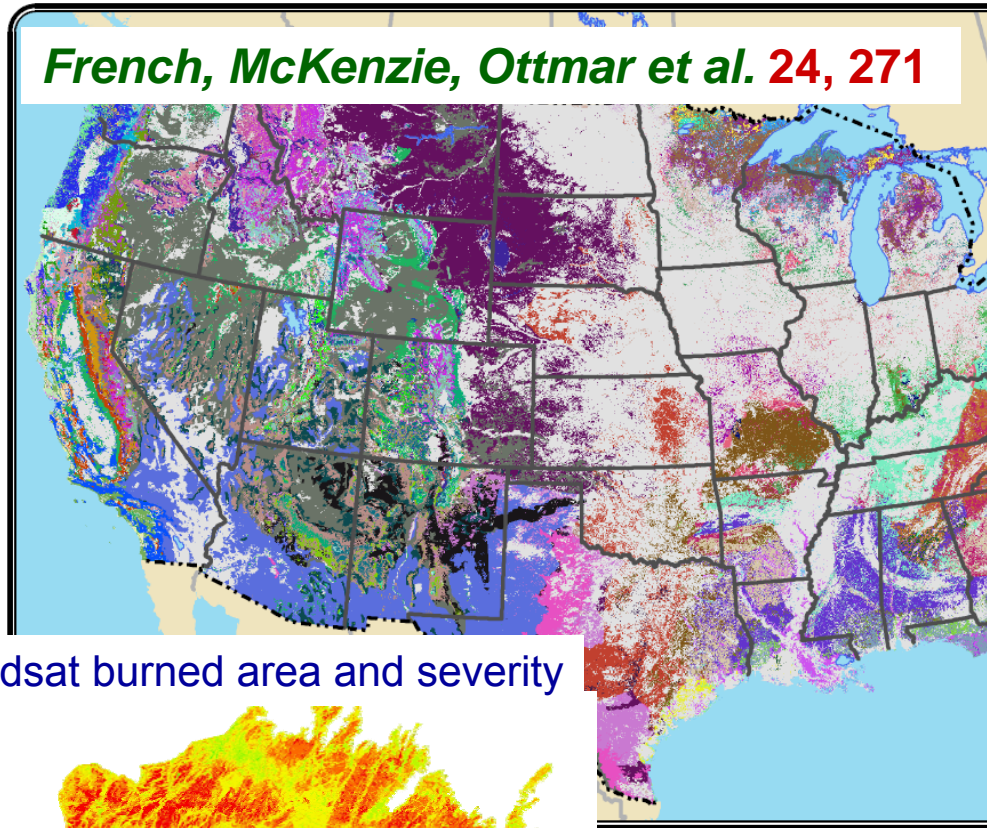 French, McKenzie, Ottmar et al. 24, 271
dsat burned area and severity